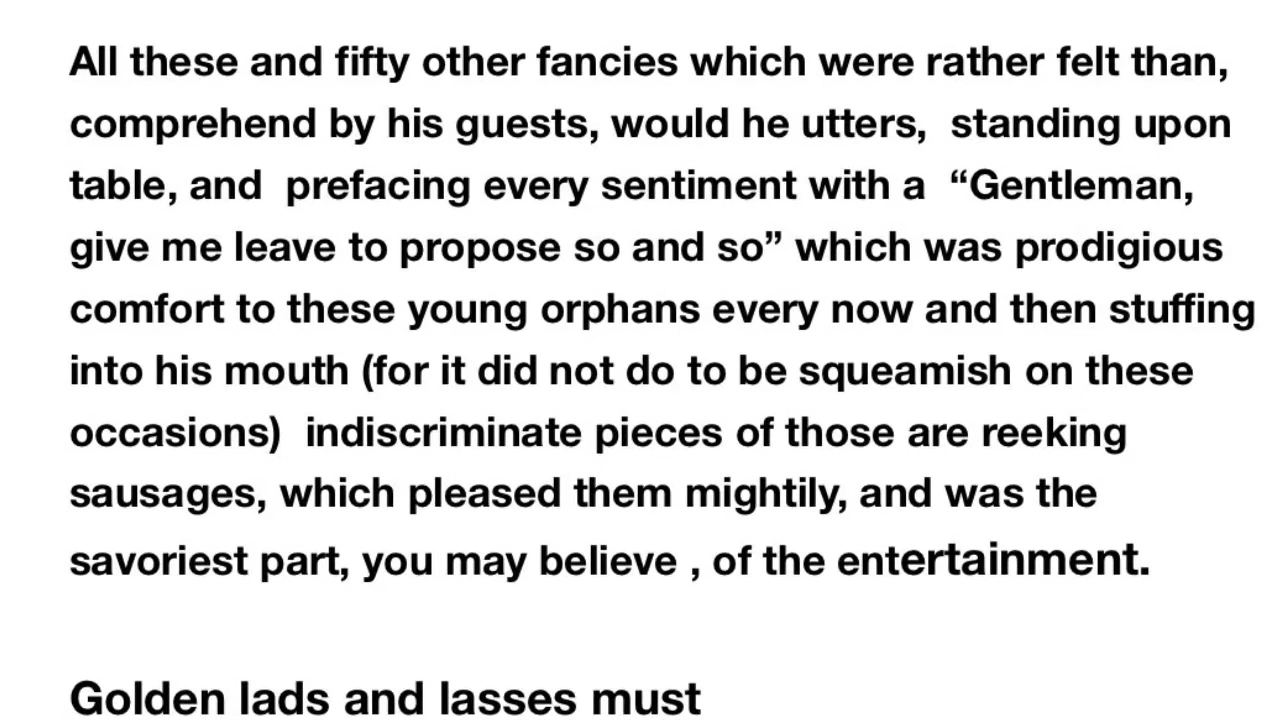 All these and fifty other fancies which were rather felt than,
comprehend by his guests, would he utters,  standing upon
table, and  prefacing every sentiment with a  “Gentleman,
give me leave to propose so and so” which was prodigious
comfort to these young orphans every now and then stuffing
into his mouth (for it did not do to be squeamish on these
occasions)  indiscriminate pieces of those are reeking
sausages, which pleased them mightily, and was the
savoriest part, you may believe , of the entertainment.
Golden lads and lasses must